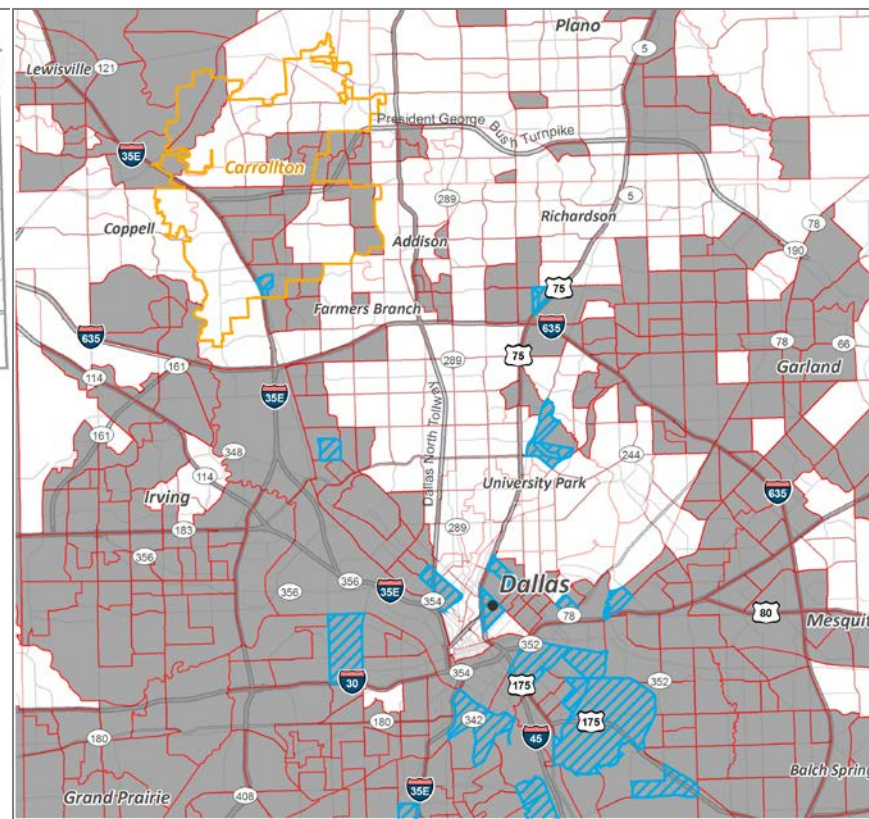 Plano
5
Lewisville
121
President George
Bush Turnpike
35E
Carrollton
289
5
Richardson
78
Coppell
Addison
190
75
Farmers Branch
635
635
75
78
66
289
Garland
114
161
35E
Dallas North Tollway
161
348
244
114
University Park
635
Irving
289
183
356
356
356
35E
354
Dallas
78
80
Mesquit
352
354
352
175
30
342
175
180
45
180
Balch Spring
35E
Grand Prairie
408